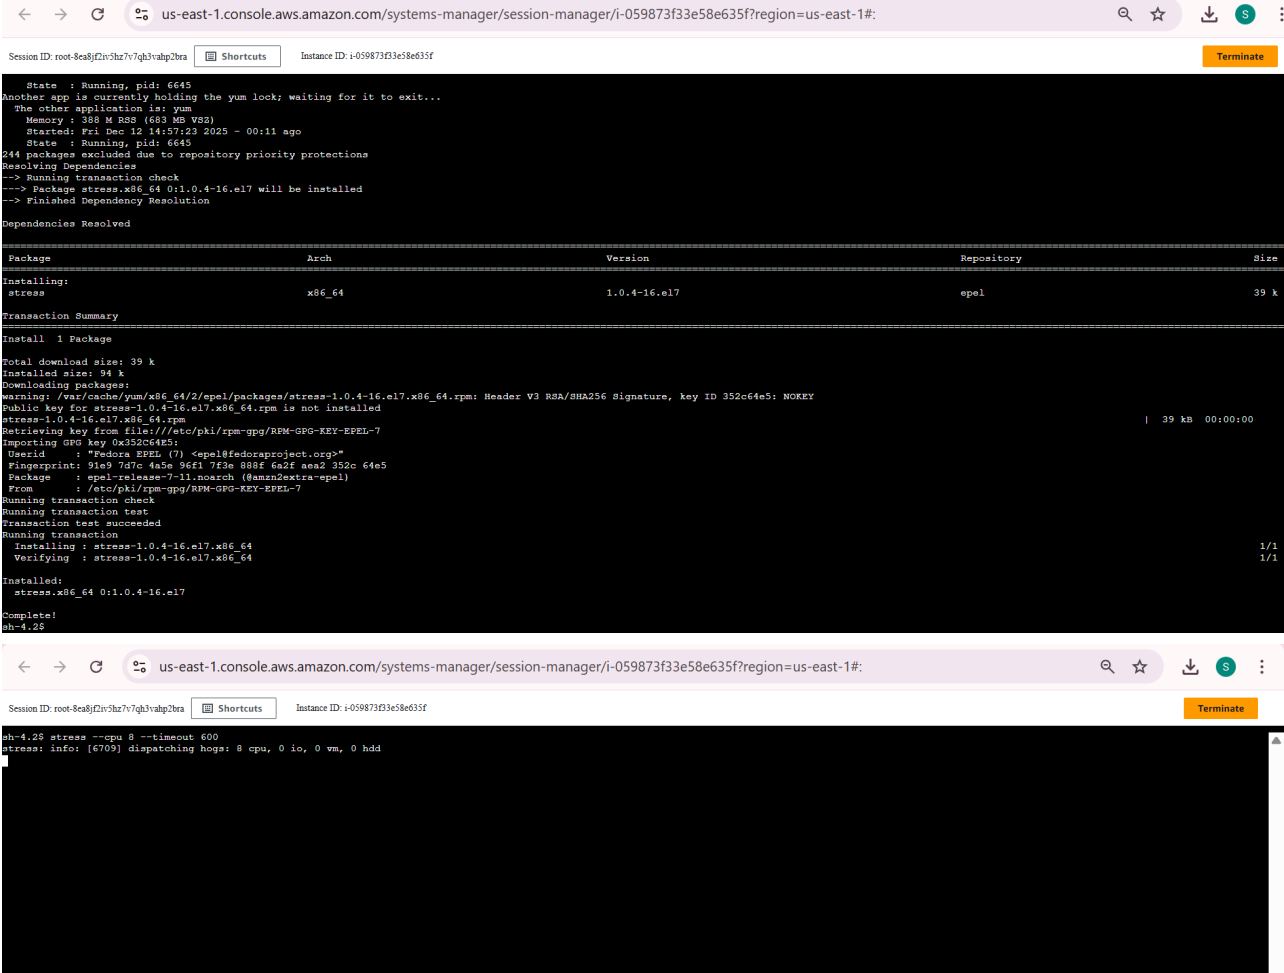 us-east-1.console.aws.amazon.com/systems-manager/session-manager/i-059873f33e58e635f?region=us-east-1#:
S
Session ID: root-8ea8jf2iv5hz7v7qh3vahp2bra Shortcuts Instance ID: i-059873f33e58e635f Terminate
State : Running, pid: 6645
Another app is currently holding the yum lock; waiting for it to exit...
The other application is: yum
Memory : 388 M RSS (683 MB VSZ)
Started: Fri Dec 12 14:57:23 2025 - 00:11 ago
State : Running, pid: 6645
244 packages excluded due to repository priority protections
Resolving Dependencies
--> Running transaction check
---> Package stress.x86_64 0:1.0.4-16.el7 will be installed
--> Finished Dependency Resolution
Dependencies Resolved
Package Arch Version Repository Size
Installing:
stress x86_64 1.0.4-16.el7 epel 39 k
Transaction Summary
Install 1 Package
Total download size: 39 k
Installed size: 94 k
Downloading packages:
warning: /var/cache/yum/x86_64/2/epel/packages/stress-1.0.4-16.el7.x86_64.rpm: Header V3 RSA/SHA256 Signature, key ID 352c64e5: NOKEY
Public key for stress-1.0.4-16.el7.x86_64.rpm is not installed
stress-1.0.4-16.el7.x86_64.rpm | 39 kB 00:00:00
Retrieving key from file:///etc/pki/rpm-gpg/RPM-GPG-KEY-EPEL-7
Importing GPG key 0x352C64E5:
Userid : "Fedora EPEL (7) <epel@fedoraproject.org>"
Fingerprint: 91e9 7d7c 4a5e 96f1 7f3e 888f 6a2f aea2 352c 64e5
Package : epel-release-7-11.noarch (@amzn2extra-epel)
From : /etc/pki/rpm-gpg/RPM-GPG-KEY-EPEL-7
Running transaction check
Running transaction test
Transaction test succeeded
Running transaction
Installing : stress-1.0.4-16.el7.x86_64 1/1
Verifying : stress-1.0.4-16.el7.x86_64 1/1
Installed:
stress.x86_64 0:1.0.4-16.el7
Complete!
sh-4.2$
us-east-1.console.aws.amazon.com/systems-manager/session-manager/i-059873f33e58e635f?region=us-east-1#:
S
Session ID: root-8ea8jf2iv5hz7v7qh3vahp2bra Shortcuts Instance ID: i-059873f33e58e635f Terminate
sh-4.2$ stress --cpu 8 --timeout 600
stress: info: [6709] dispatching hogs: 8 cpu, 0 io, 0 vm, 0 hdd